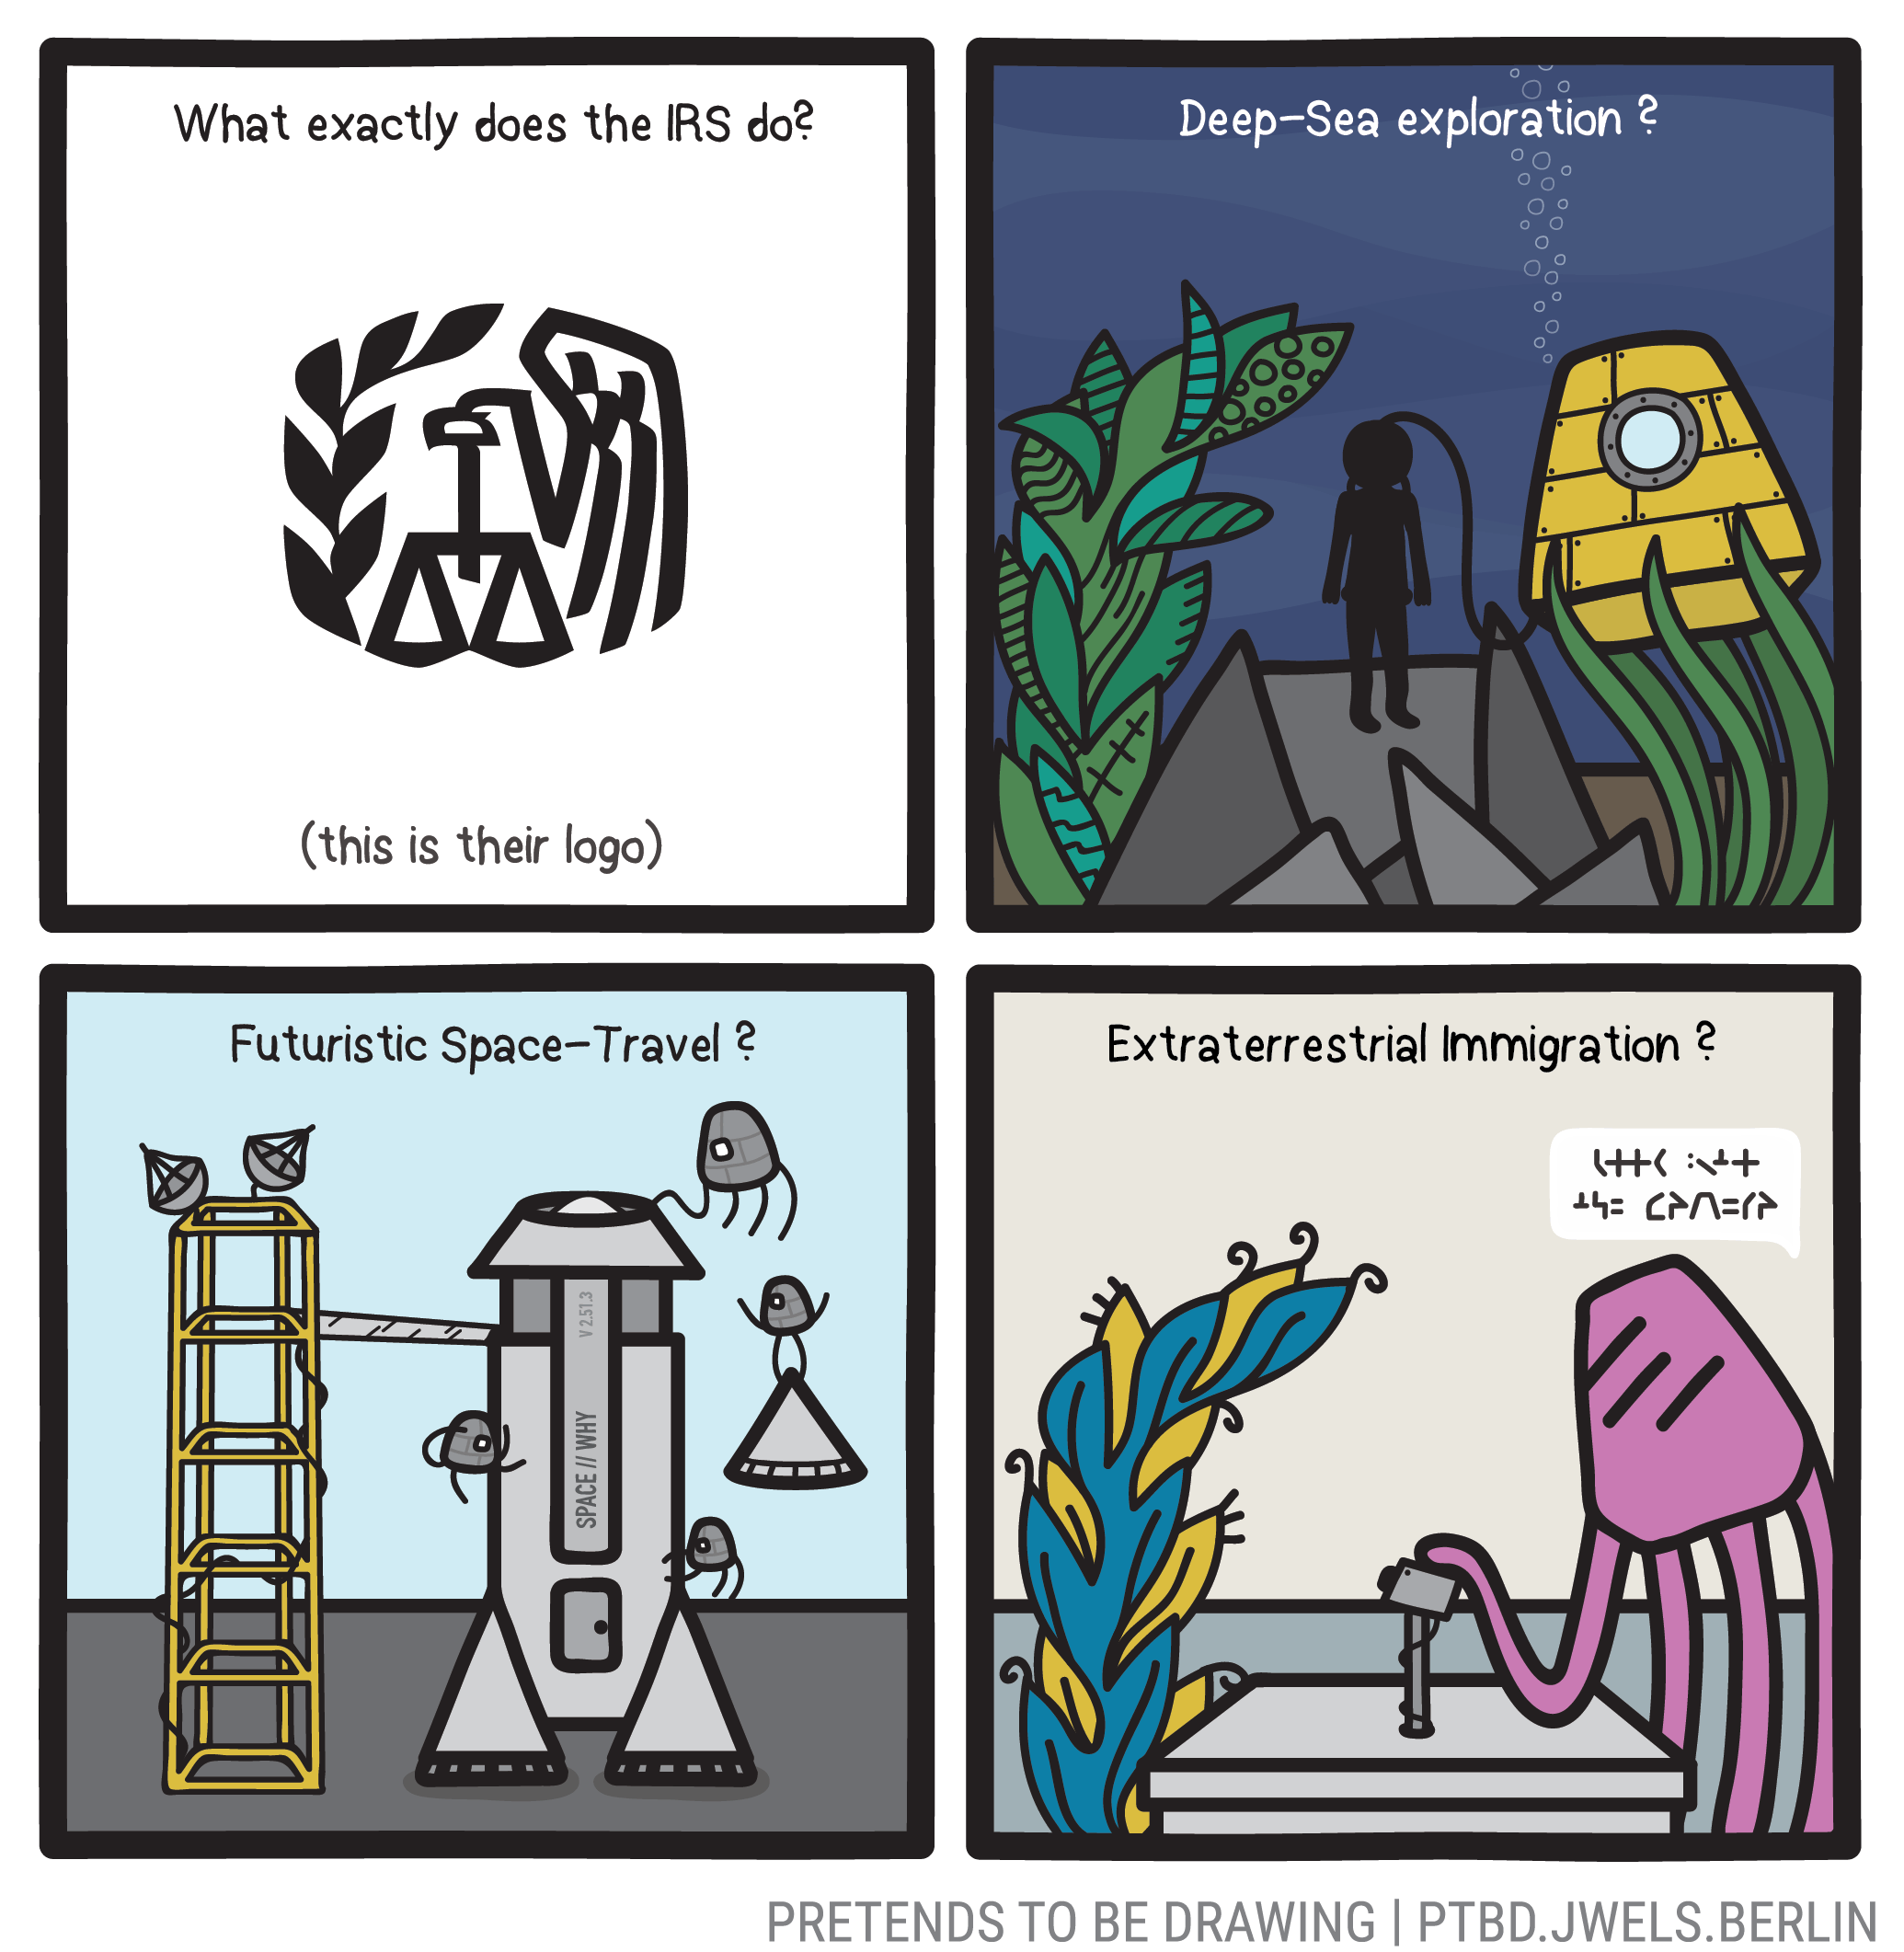 What exactly does the IRS do?
(this is their logo)
Deep-Sea exploration ?
Futuristic Space-Travel ?
V 2.51.3
SPACE // WHY
Extraterrestrial Immigration ?
PRETENDS TO BE DRAWING | PTBD.JWELS.BERLIN